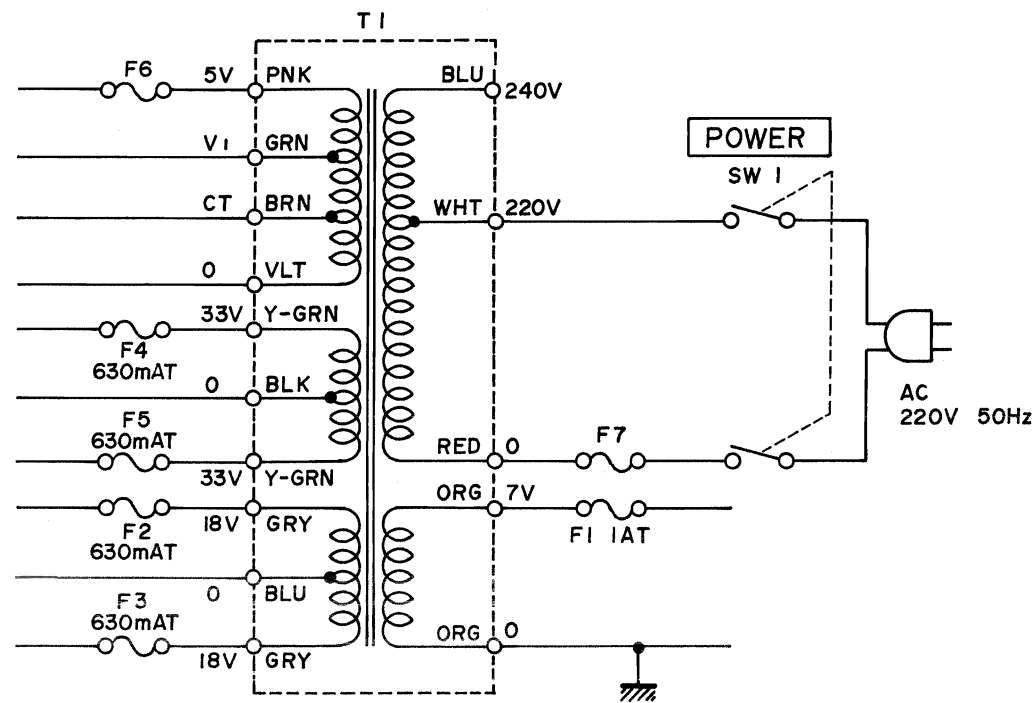 T1
F6 5V PNK BLU 240V
V1 GRN
POWER
SW 1
CT BRN WHT 220V
0 VLT
33V Y-GRN
F4
630mAT
0 BLK
AC
220V 50Hz
F5
630mAT
RED 0 F7
33V Y-GRN
ORG 7V
18V GRY
F2
630mAT
F1 1AT
0 BLU
F3
630mAT
ORG 0
18V GRY